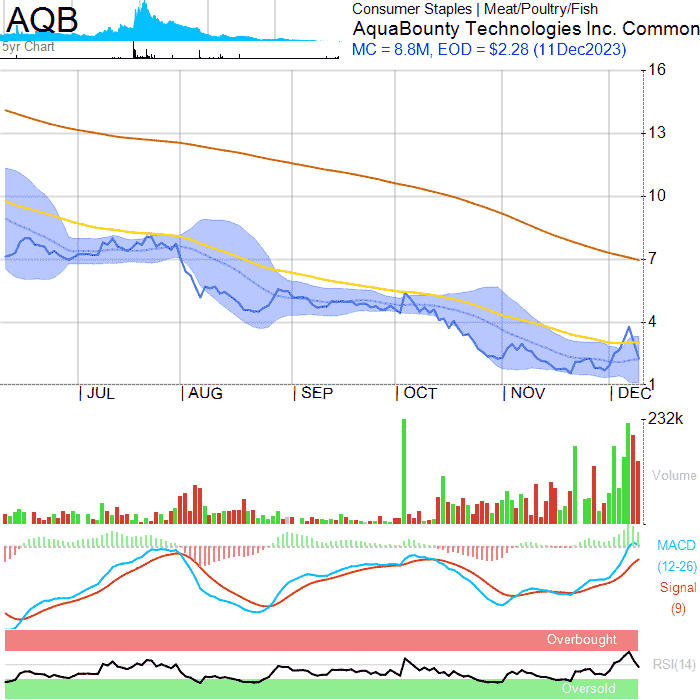 AQB
5yr Chart
Consumer Staples | Meat/Poultry/Fish
AquaBounty Technologies Inc. Common
MC = 8.8M, EOD = $2.28 (11Dec2023)
16
13
10
7
4
1
JUL
AUG
SEP
OCT
NOV
DEC
232k
Volume
MACD
(12-26)
Signal
(9)
Overbought
RSI(14)
Oversold